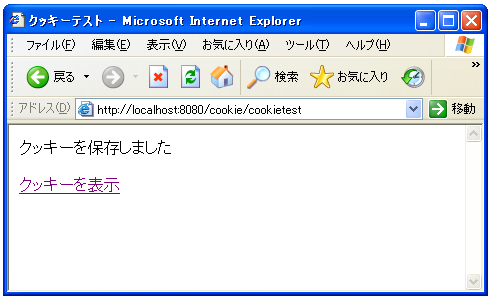 クッキーテスト - Microsoft Internet Explorer
ファイル(F) 編集(E) 表示(V) お気に入り(A) ツール(T) ヘルプ(H)
戻る 検索 お気に入り »
アドレス(D) http://localhost:8080/cookie/cookietest 移動
クッキーを保存しました
クッキーを表示